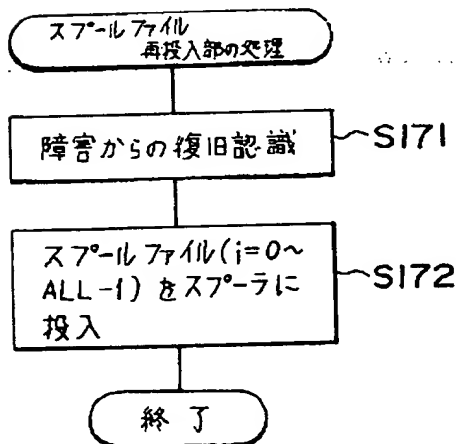 スプールファイル
再投入部の処理
障害からの復旧認識
S171
スプールファイル(i=0~
ALL-1)をスプーラに
投入
S172
終了